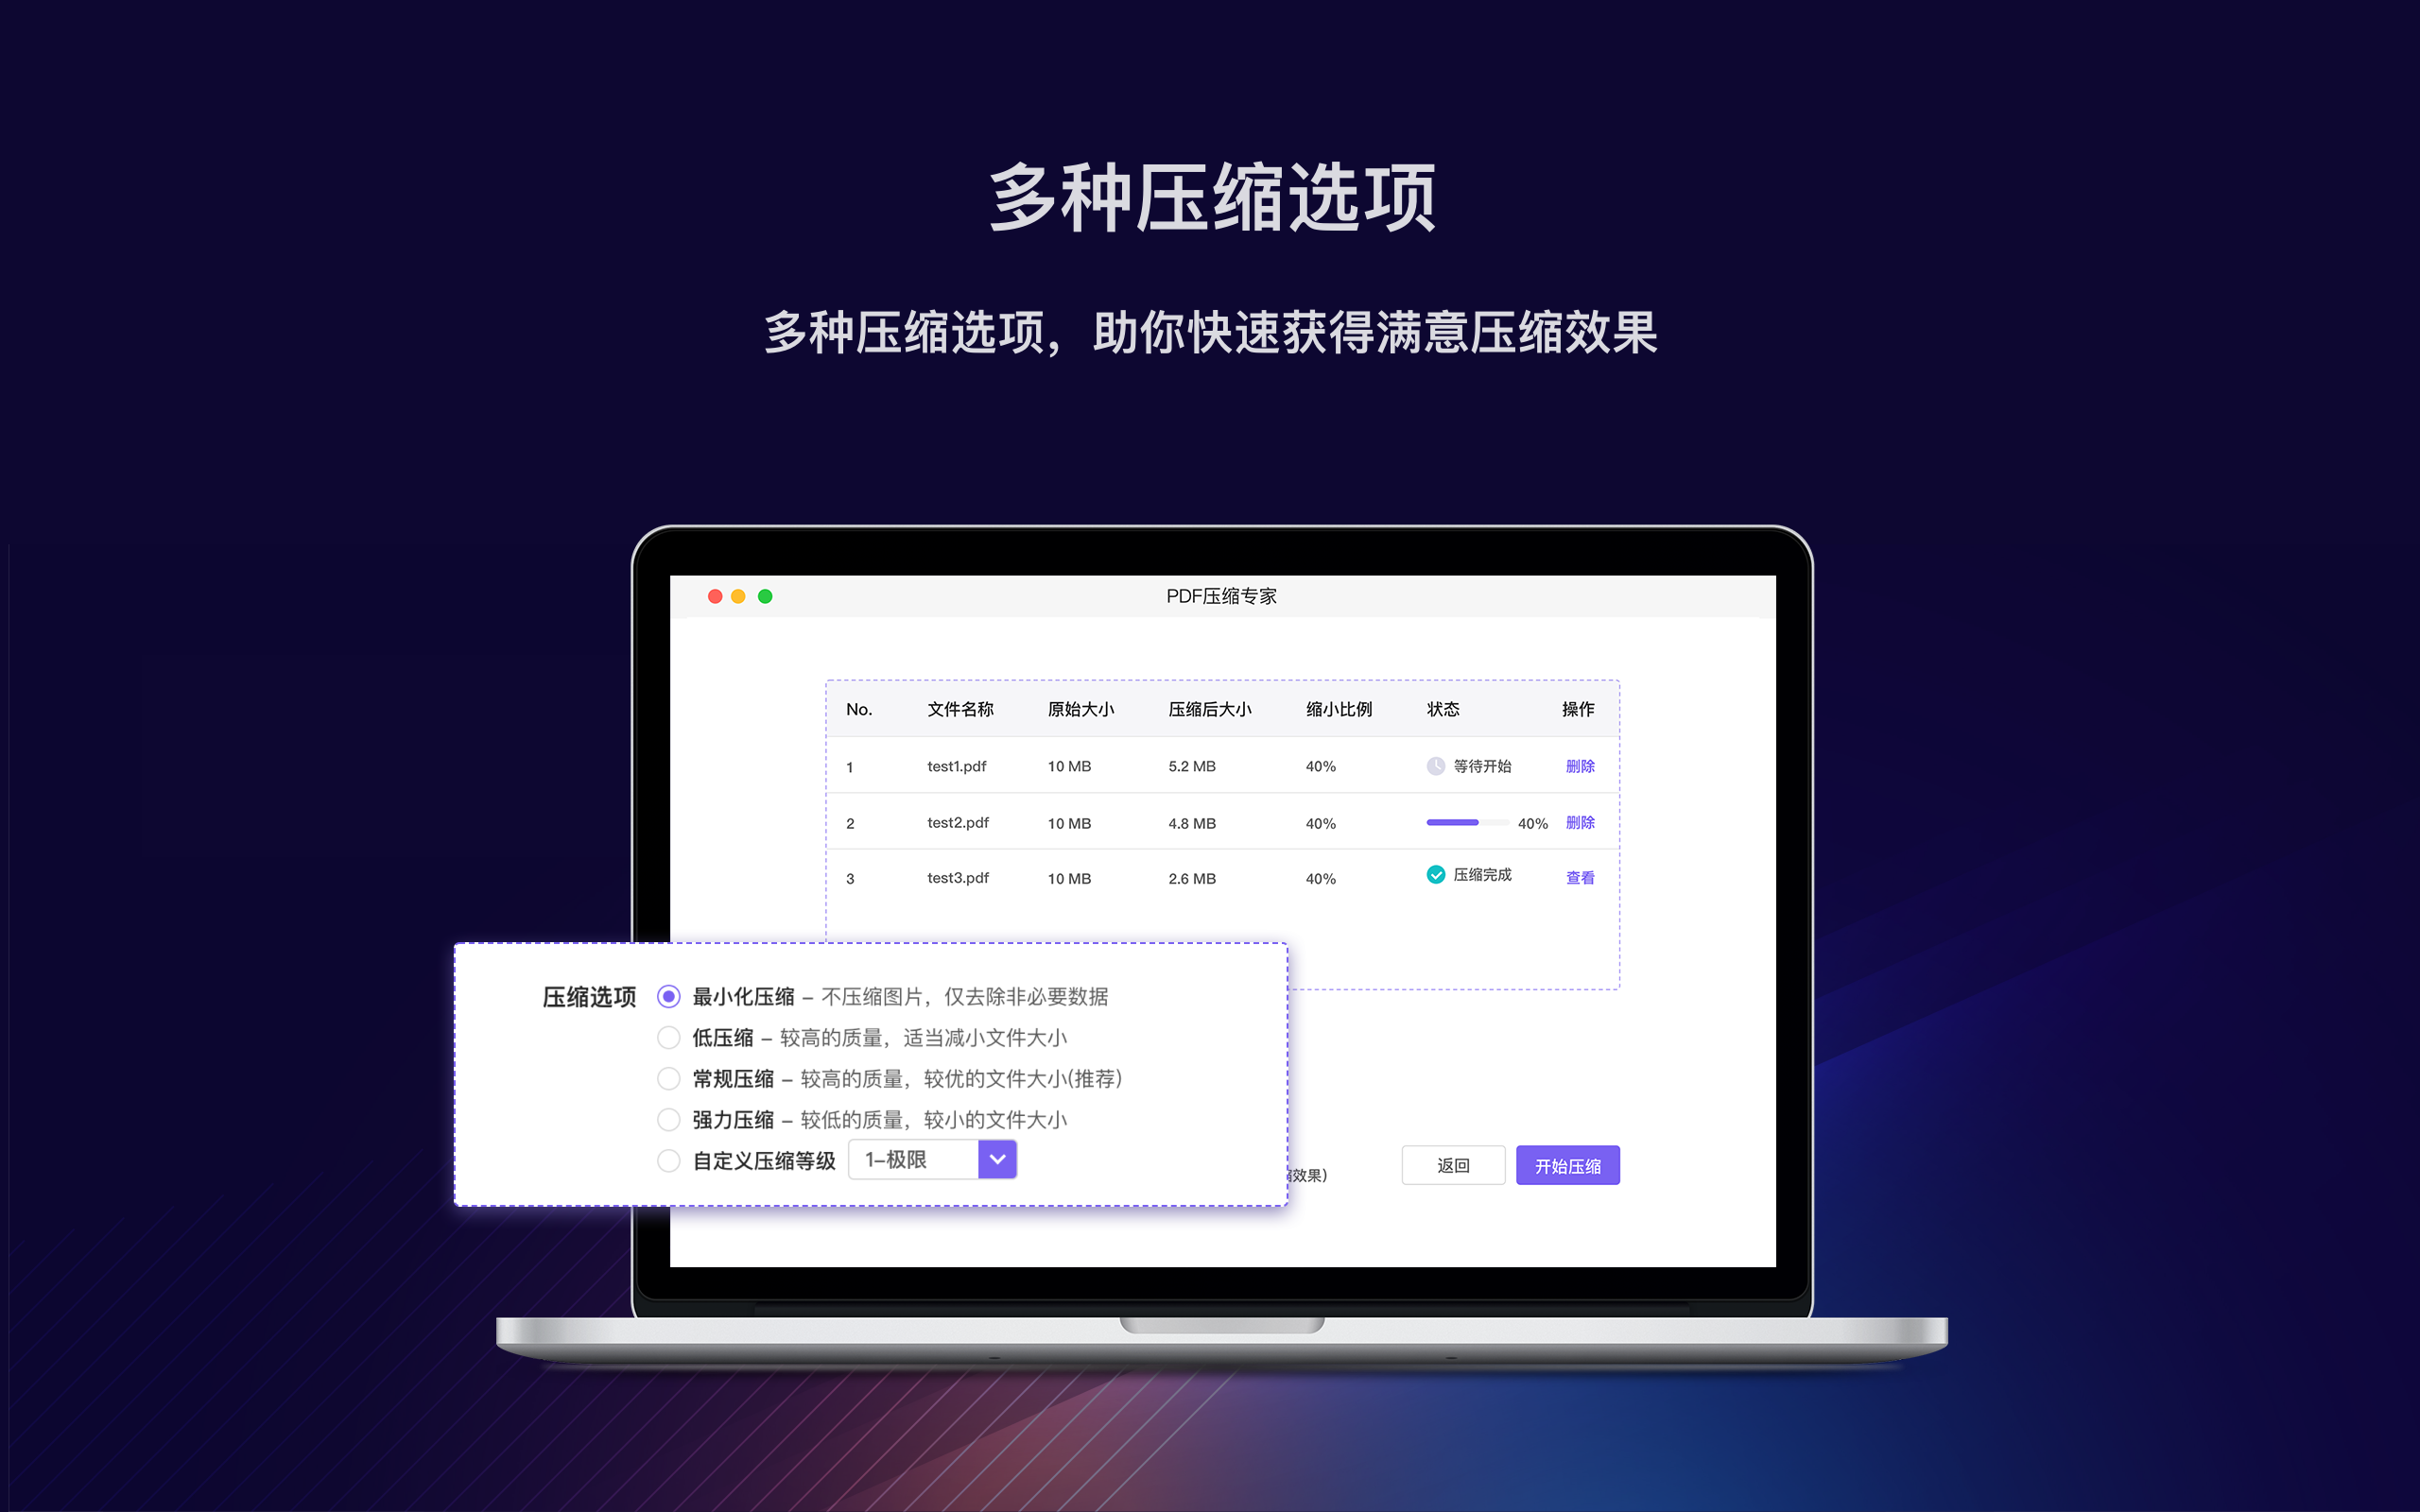 多种压缩选项
多种压缩选项，助你快速获得满意压缩效果
PDF压缩专家
No. 文件名称 原始大小 压缩后大小 缩小比例 状态 操作
1 test1.pdf 10 MB 5.2 MB 40% 等待开始 删除
2 test2.pdf 10 MB 4.8 MB 40% 40% 删除
3 test3.pdf 10 MB 2.6 MB 40% 压缩完成 查看
压缩选项 最小化压缩 – 不压缩图片，仅去除非必要数据
低压缩 – 较高的质量，适当减小文件大小
常规压缩 – 较高的质量，较优的文件大小(推荐)
强力压缩 – 较低的质量，较小的文件大小
自定义压缩等级 1–极限
效果)
返回 开始压缩